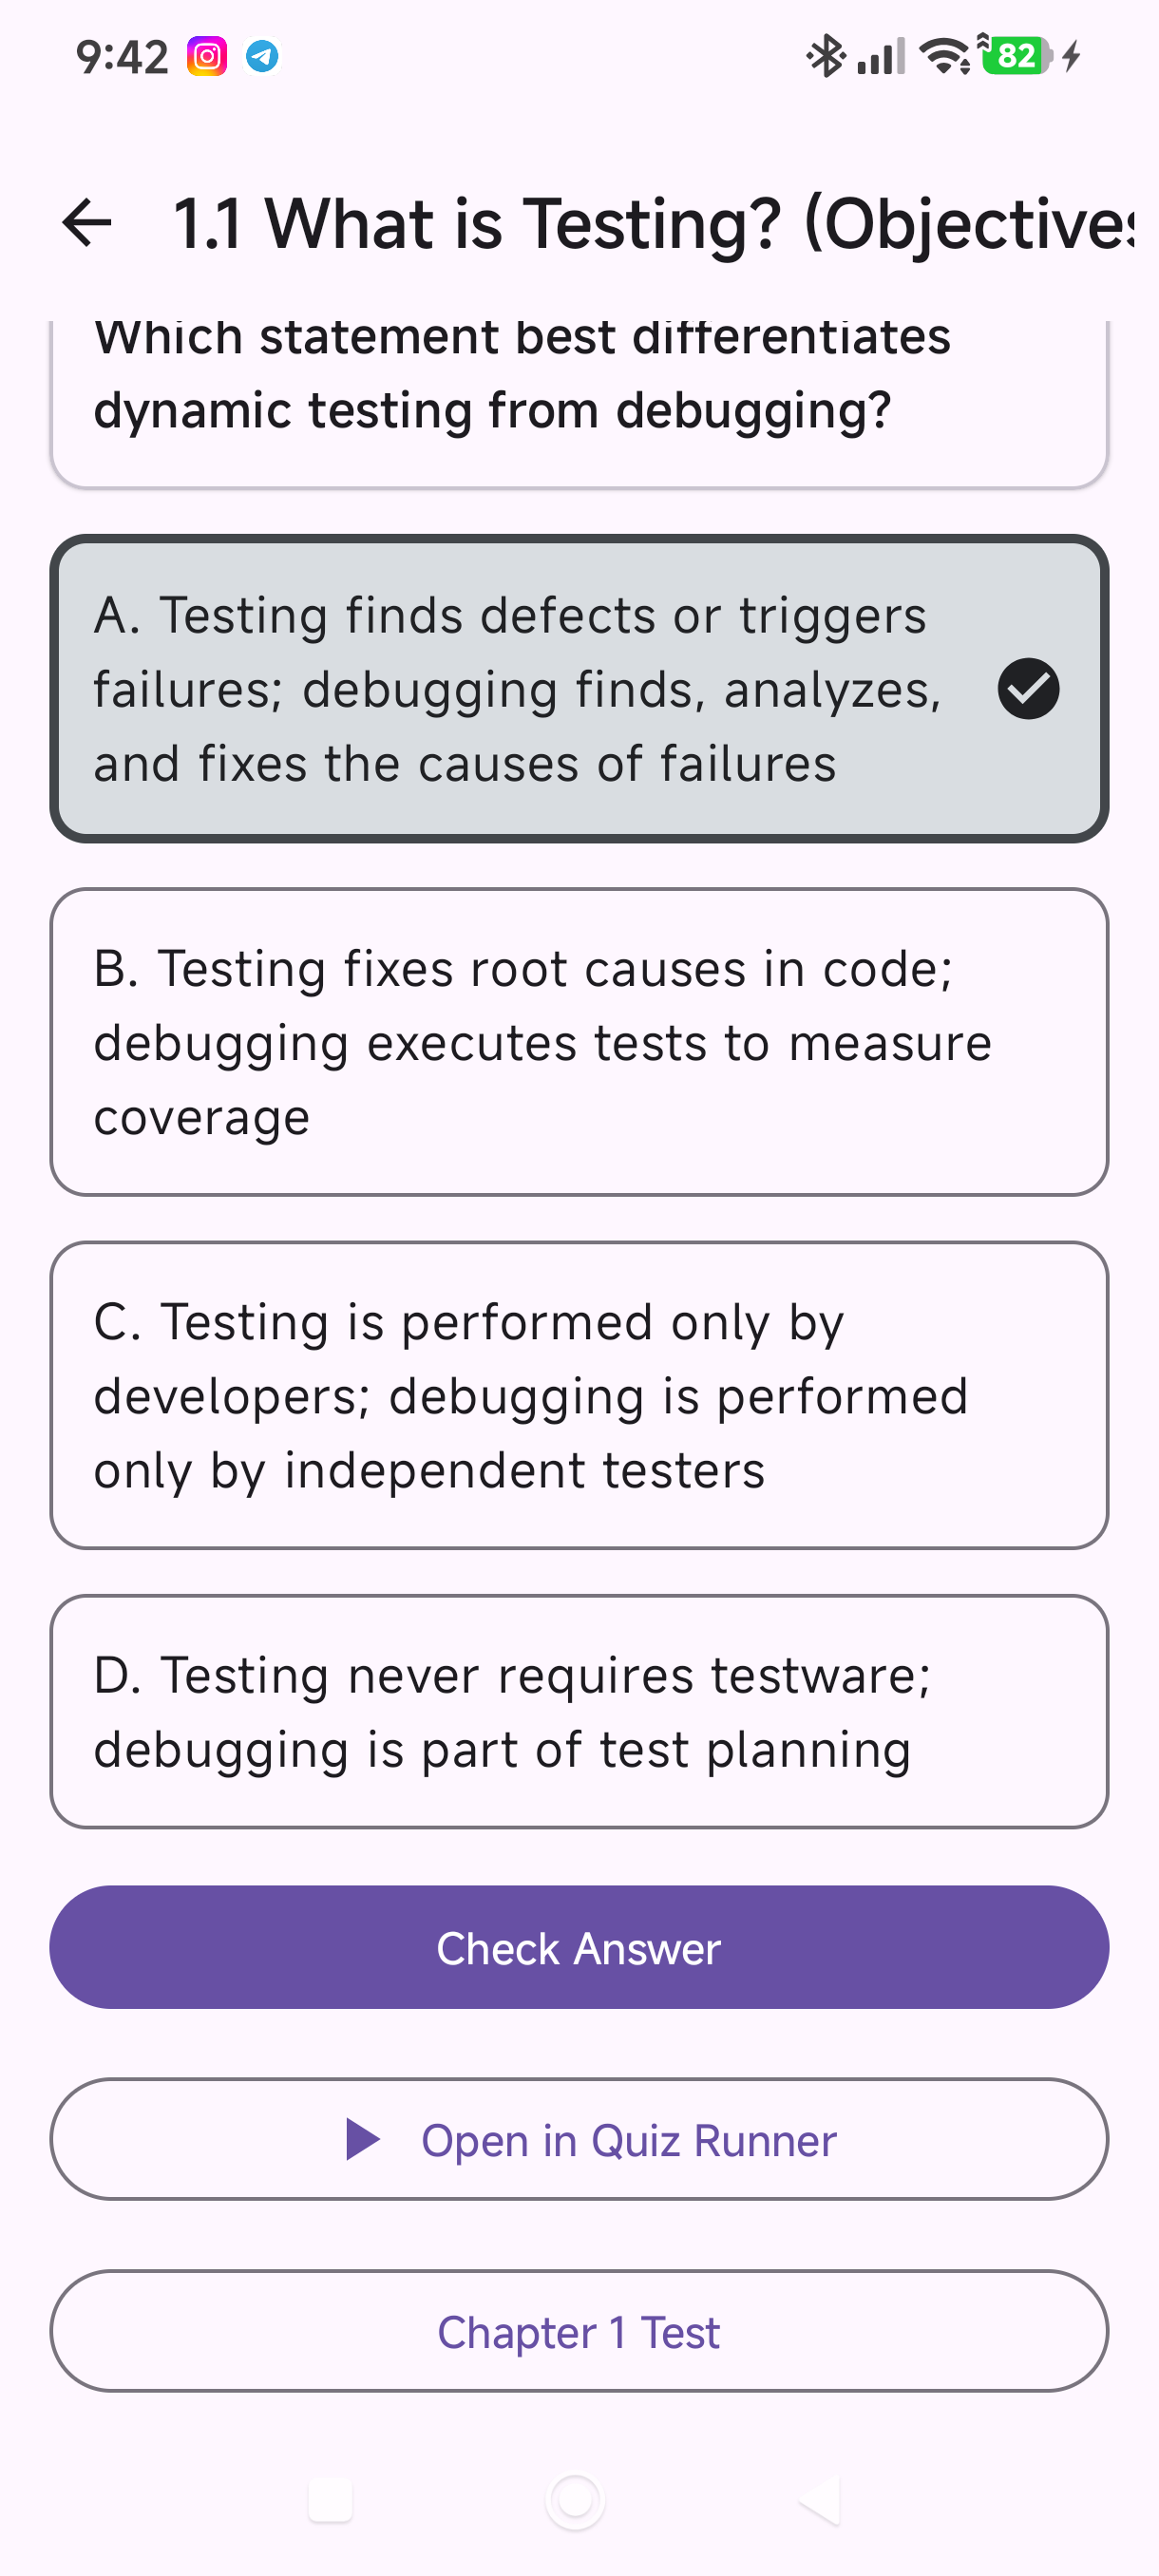 9:42
82
1.1 What is Testing? (Objectives
Which statement best differentiates
dynamic testing from debugging?
A. Testing finds defects or triggers
failures; debugging finds, analyzes,
and fixes the causes of failures
B. Testing fixes root causes in code;
debugging executes tests to measure
coverage
C. Testing is performed only by
developers; debugging is performed
only by independent testers
D. Testing never requires testware;
debugging is part of test planning
Check Answer
Open in Quiz Runner
Chapter 1 Test